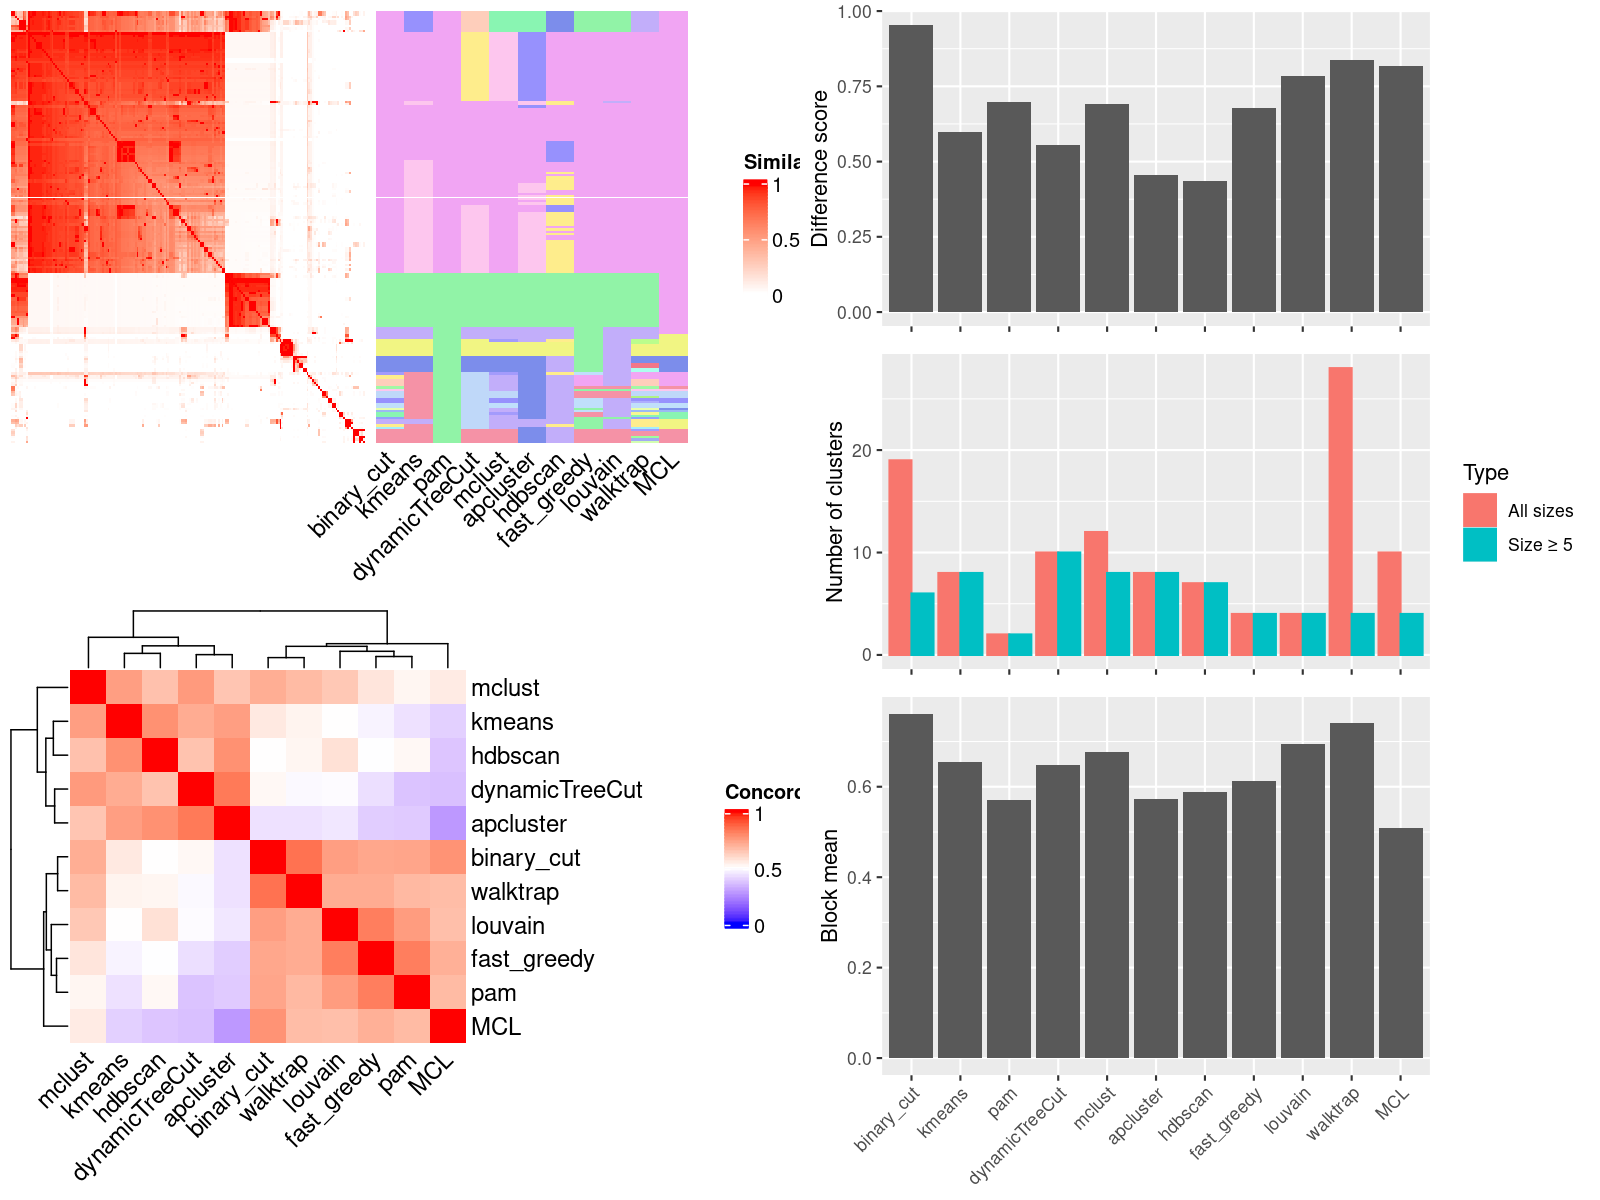 Simila
1
0.5
0
binary_cut
kmeans
pam
dynamicTreeCut
mclust
apcluster
hdbscan
fast_greedy
louvain
walktrap
MCL
mclust
kmeans
hdbscan
dynamicTreeCut
apcluster
binary_cut
walktrap
louvain
fast_greedy
pam
MCL
Concord
1
0.5
0
mclust
kmeans
hdbscan
dynamicTreeCut
apcluster
binary_cut
walktrap
louvain
fast_greedy
pam
MCL
Difference score
1.00
0.75
0.50
0.25
0.00
Number of clusters
20
10
0
Type
All sizes
Size ≥ 5
Block mean
0.6
0.4
0.2
0.0
binary_cut
kmeans
pam
dynamicTreeCut
mclust
apcluster
hdbscan
fast_greedy
louvain
walktrap
MCL